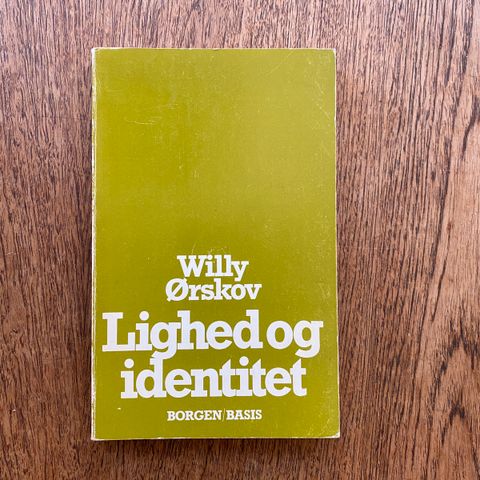 Willy
Ørskov
Lighed og
identitet
BORGEN/BASIS